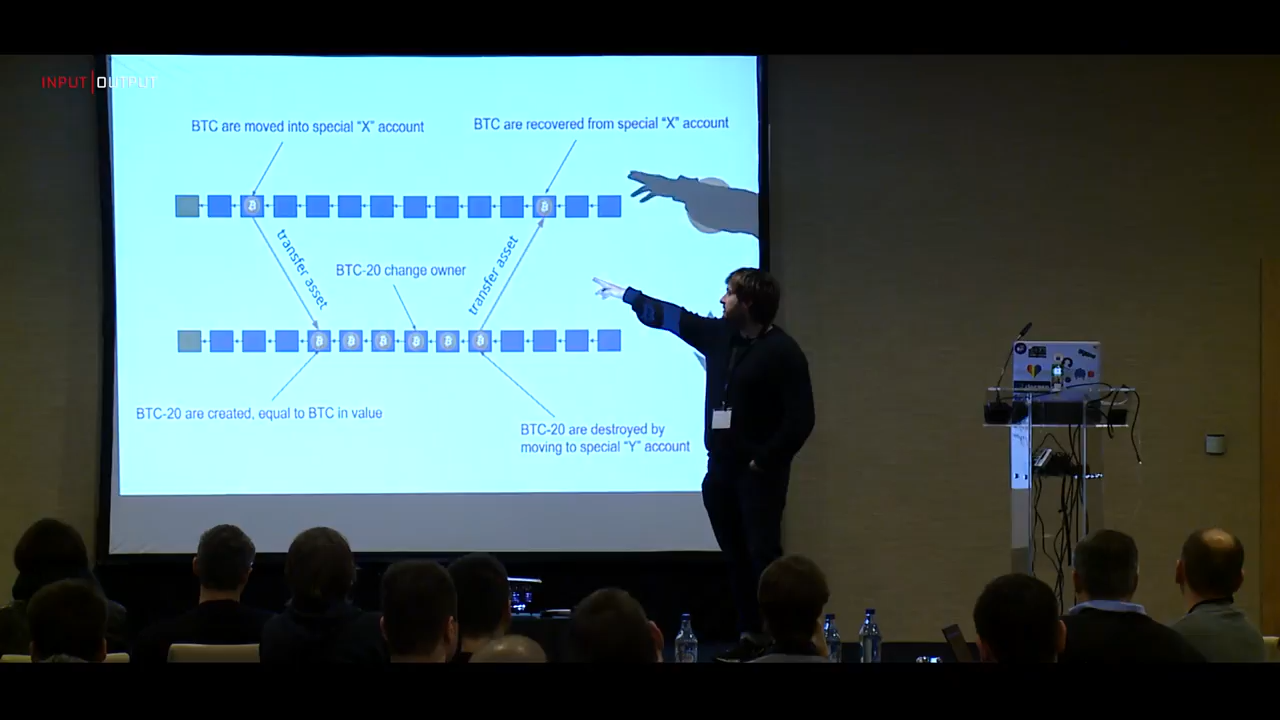 INPUT|OUTPUT
BTC are moved into special “X” account
BTC are recovered from special “X” account
transfer asset
BTC-20 change owner
transfer asset
BTC-20 are created, equal to BTC in value
BTC-20 are destroyed by
moving to special “Y” account